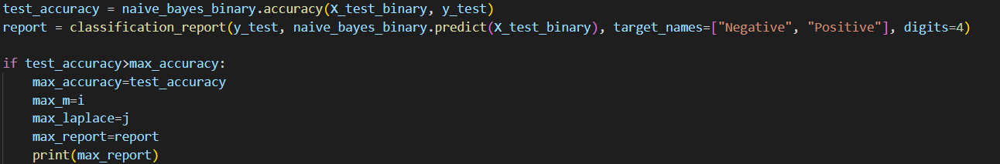 test_accuracy = naive_bayes_binary.accuracy(X_test_binary, y_test)
report = classification_report(y_test, naive_bayes_binary.predict(X_test_binary), target_names=["Negative", "Positive"], digits=4)
if test_accuracy>max_accuracy:
    max_accuracy=test_accuracy
    max_m=i
    max_laplace=j
    max_report=report
    print(max_report)